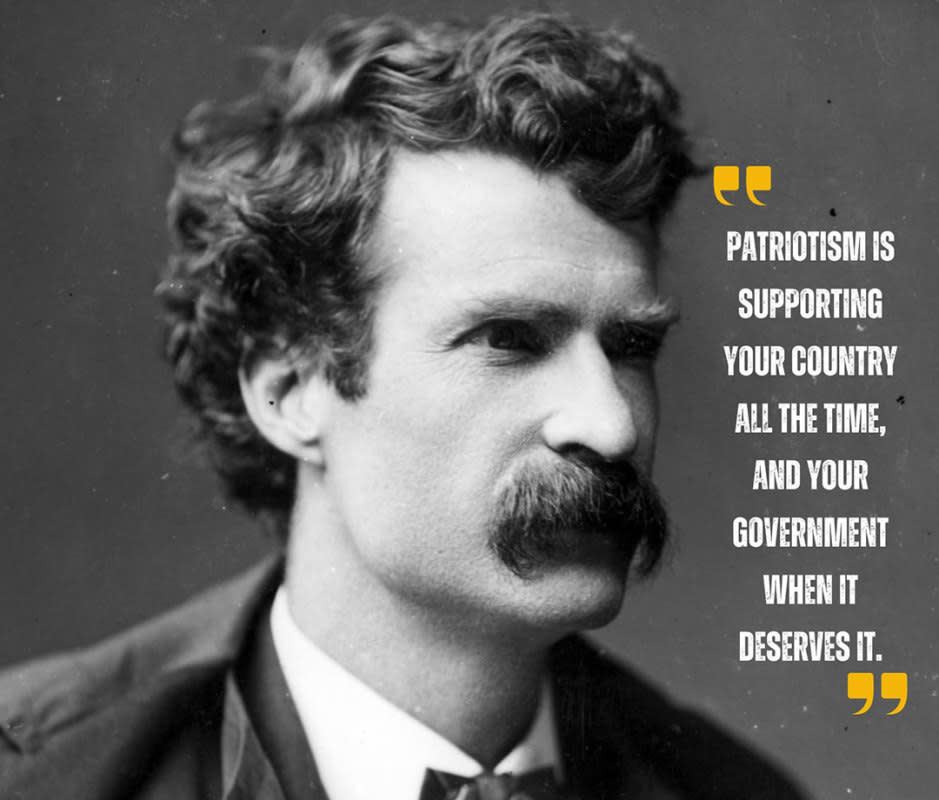 "
PATRIOTISM IS
SUPPORTING
YOUR COUNTRY
ALL THE TIME,
AND YOUR
GOVERNMENT
WHEN IT
DESERVES IT.
"